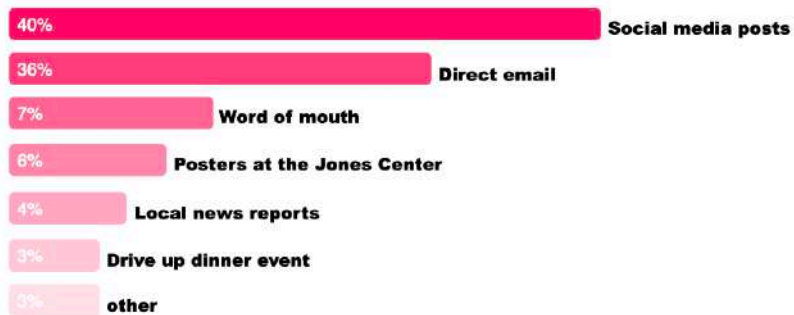 40% Social media posts
36% Direct email
7% Word of mouth
6% Posters at the Jones Center
4% Local news reports
3% Drive up dinner event
3% other